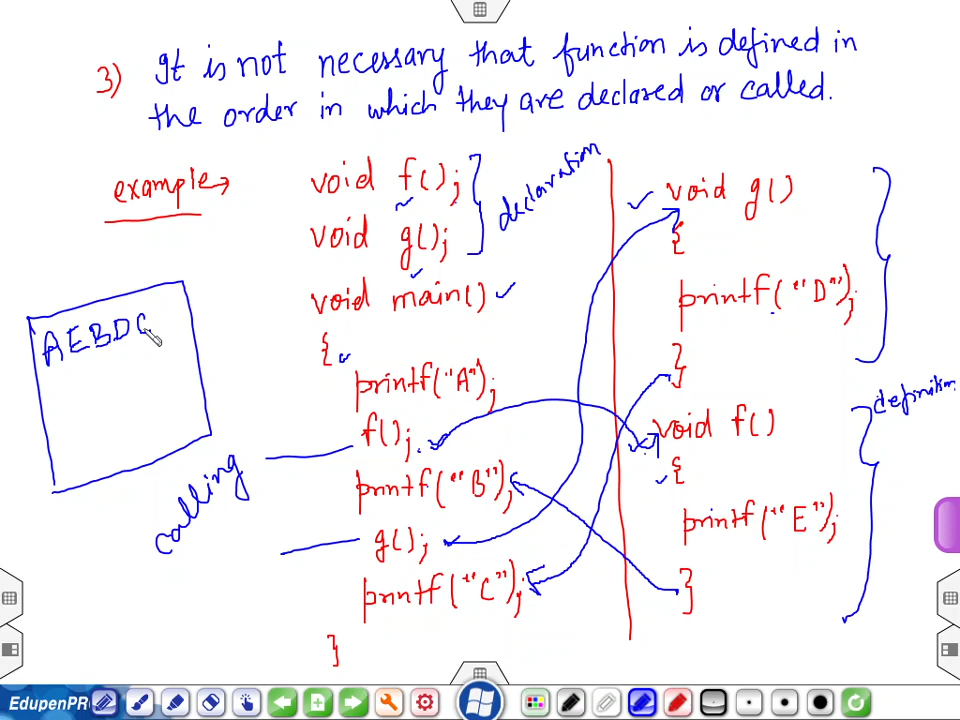 3) It is not necessary that function is defined in
the order in which they are declared or called.
example→
void f();
void g();
declaration
void main()
{
printf("A");
f();
printf("B");
g();
printf("C");
}
calling
AEBDC
void g()
{
printf("D");
}
void f()
{
printf("E");
}
definition
EdupenPR